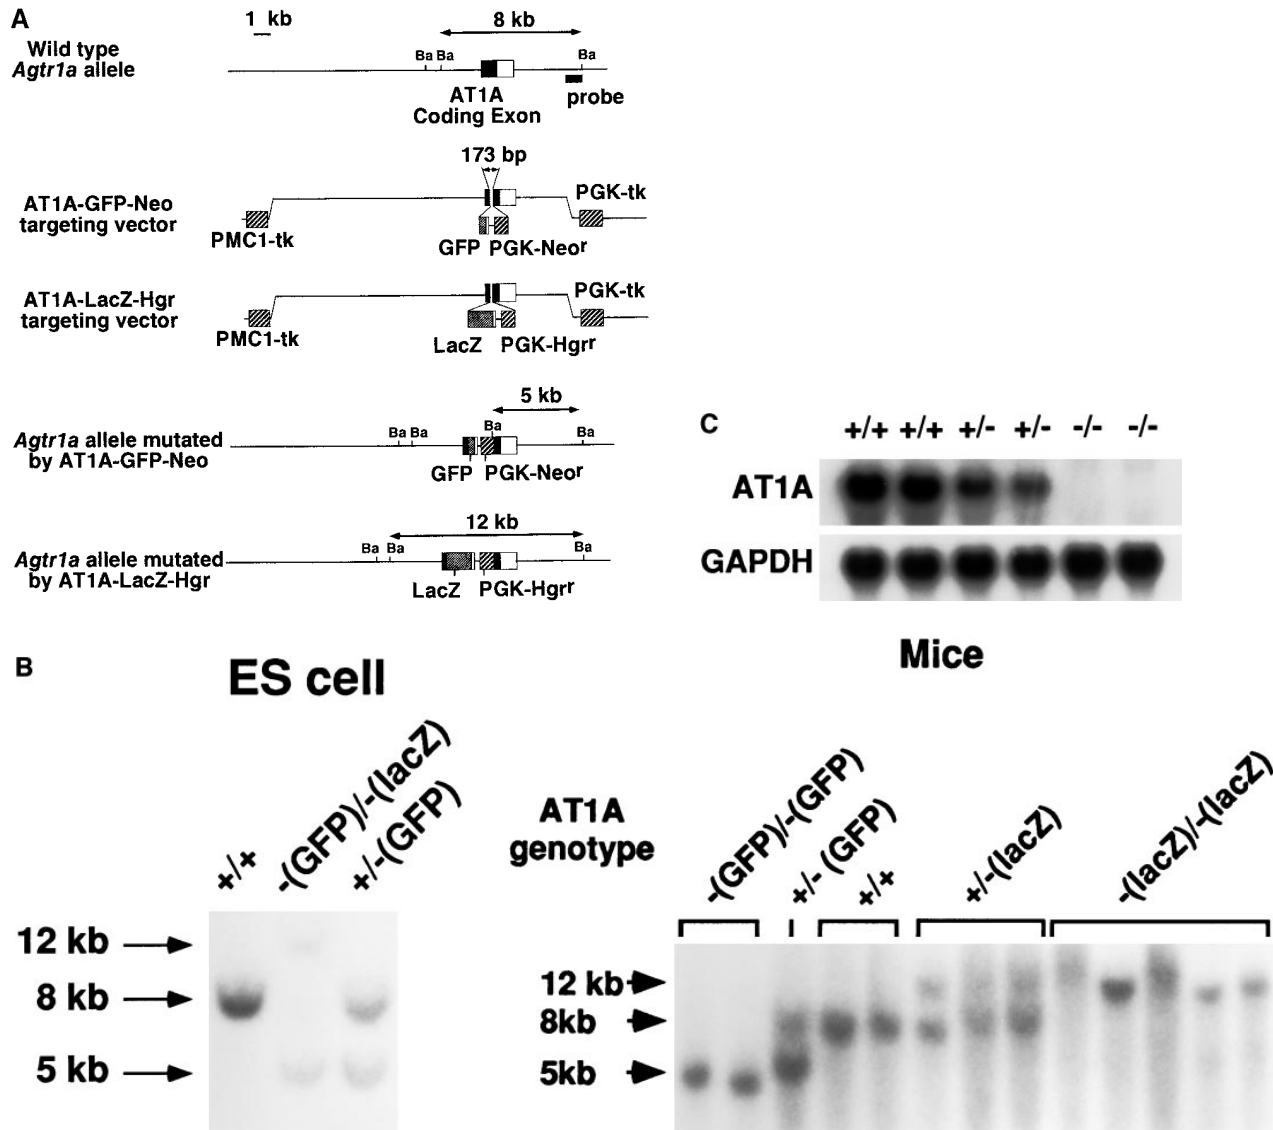 A
1 kb
8 kb
Wild type
Agtr1a allele
Ba Ba
Ba
AT1A
Coding Exon
probe
173 bp
AT1A-GFP-Neo
targeting vector
PGK-tk
PMC1-tk
GFP PGK-Neor
AT1A-LacZ-Hgr
targeting vector
PGK-tk
PMC1-tk
LacZ PGK-Hgrr
5 kb
Agtr1a allele mutated
by AT1A-GFP-Neo
Ba Ba
Ba
Ba
GFP PGK-Neor
12 kb
Agtr1a allele mutated
by AT1A-LacZ-Hgr
Ba Ba
Ba
LacZ PGK-Hgrr
C
+/+ +/+ +/- +/- -/- -/-
AT1A
GAPDH
B
ES cell
+/+
-(GFP)/-(lacZ)
+/-(GFP)
12 kb
8 kb
5 kb
Mice
AT1A
genotype
-(GFP)/-(GFP)
+/- (GFP)
+/+
+/-(lacZ)
-(lacZ)/-(lacZ)
12 kb
8kb
5kb